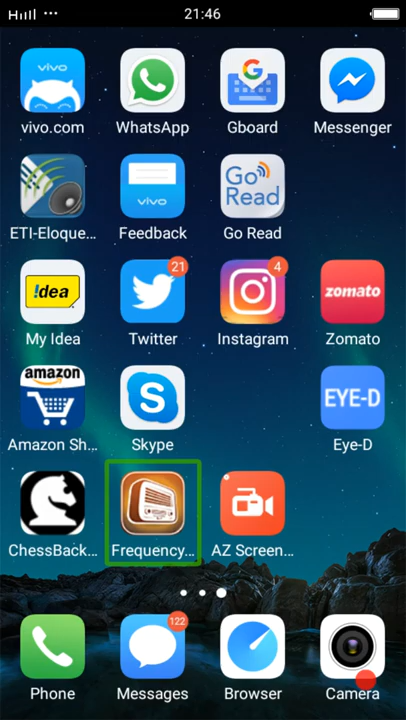 21:46
vivo
vivo.com WhatsApp Gboard Messenger
Go Read
vivo
ETI-Eloque... Feedback Go Read
!dea 21 4 zomato
My Idea Twitter Instagram Zomato
amazon EYE-D
Amazon Sh... Skype Eye-D
ChessBack... Frequency... AZ Screen...
122
Phone Messages Browser Camera